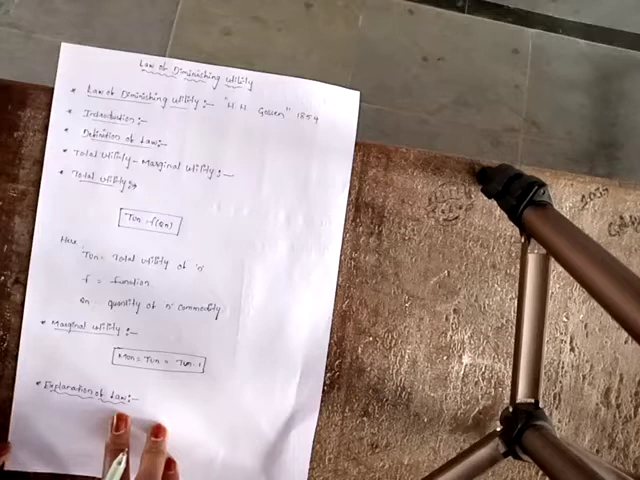 Law of Diminishing Utility
* Law of Diminishing Utility:- "H.H Gossen" 1854
* Introduction:-
* Definition of Law:-
* Total Utility - Marginal Utility:-
* Total Utility:-
Tun = f(Qn)
Here
Tun = Total utility of 'n'
f = function
Qn quantity of 'n' commodity
* Marginal Utility:-
Mun = Tun - Tun-1
* Explanation of Law:-